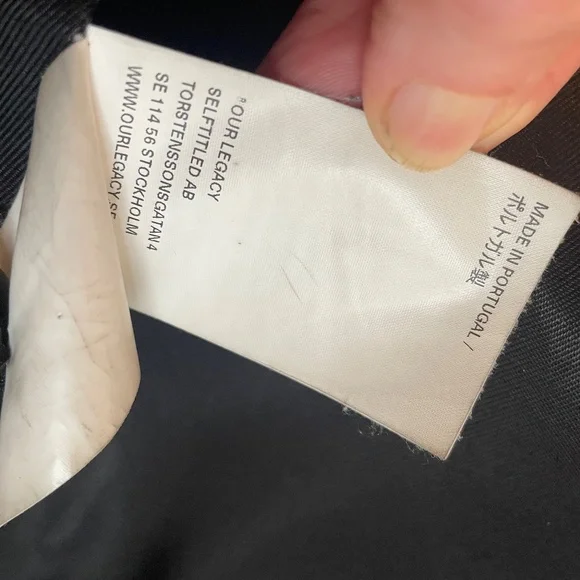 ® OUR LEGACY
SELFTITLED AB
TORSTENSSONSGATAN 4
SE 114 56 STOCKHOLM
WWW.OURLEGACY.SE
MADE IN PORTUGAL /
ポルトガル製